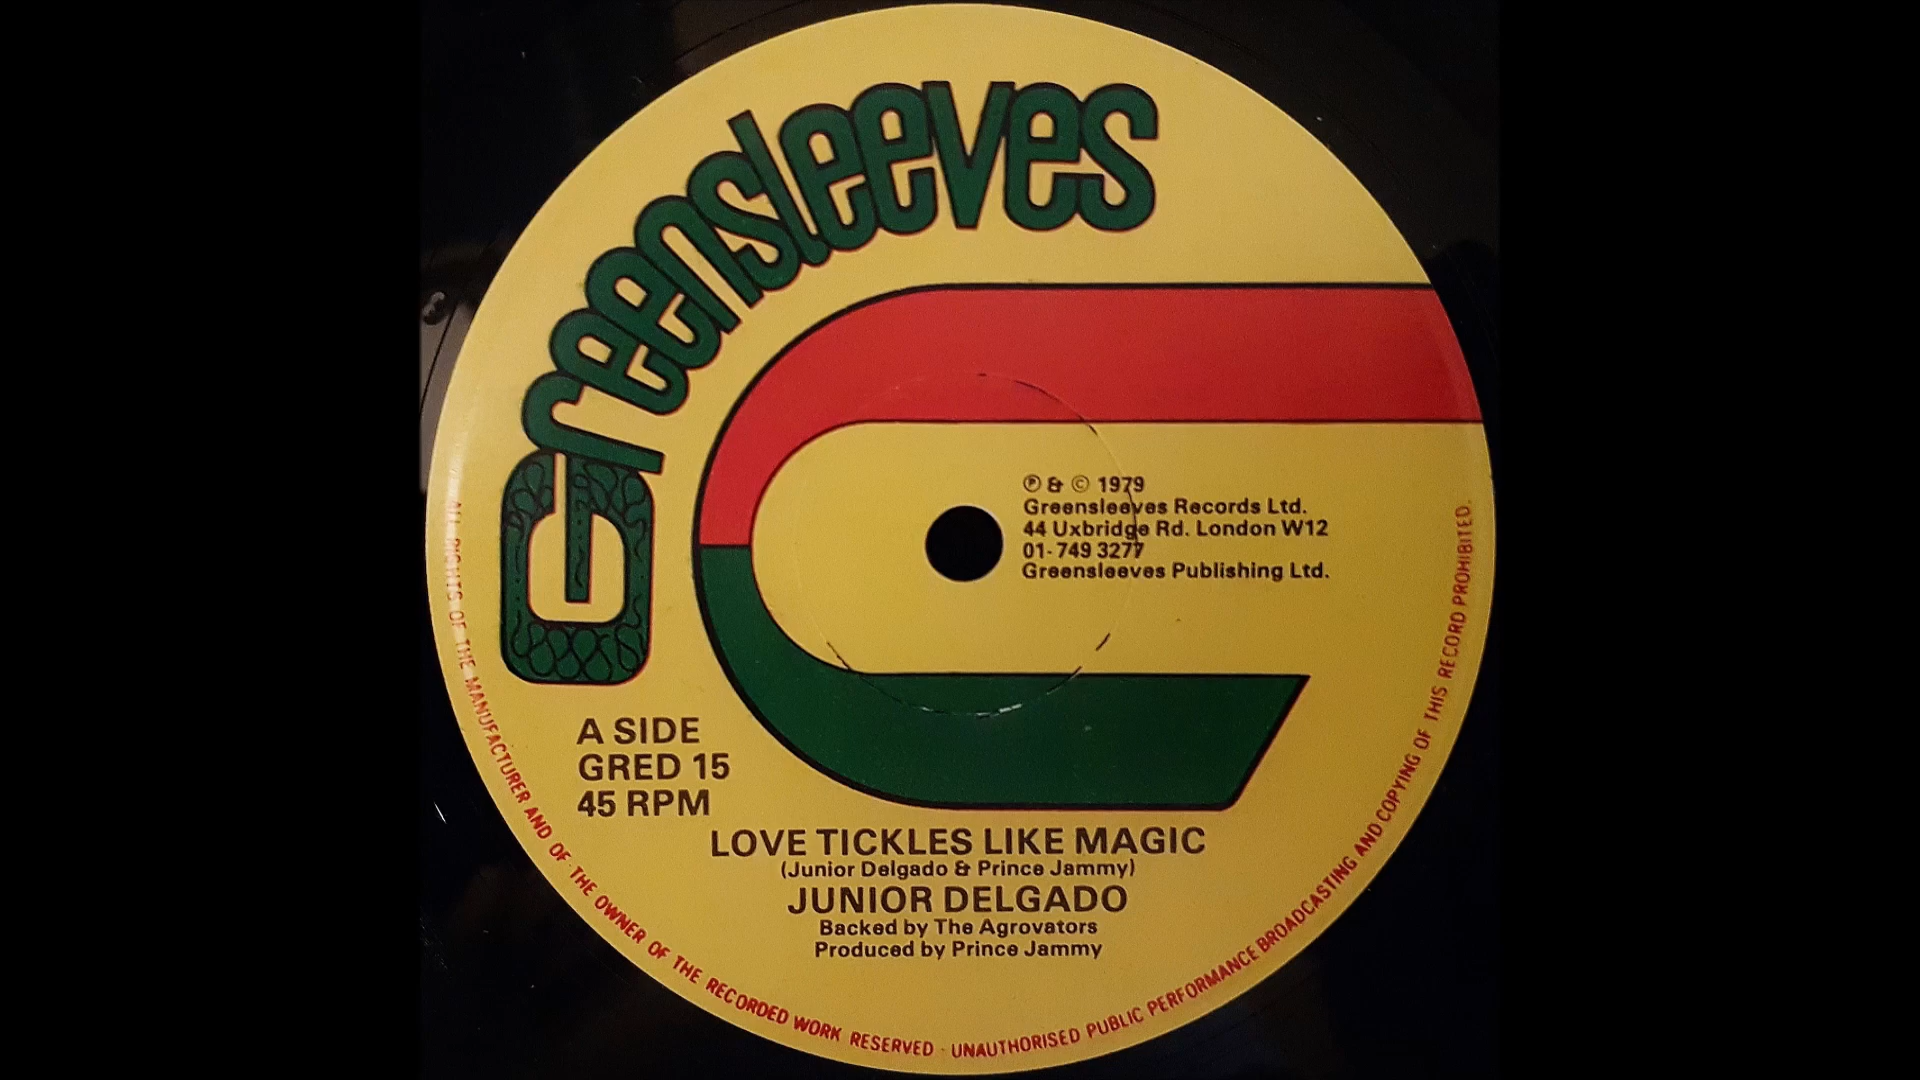 Greensleeves
℗ & © 1979
Greensleeves Records Ltd.
44 Uxbridge Rd. London W12
01-749 3277
Greensleeves Publishing Ltd.
A SIDE
GRED 15
45 RPM
LOVE TICKLES LIKE MAGIC
(Junior Delgado & Prince Jammy)
JUNIOR DELGADO
Backed by The Agrovators
Produced by Prince Jammy
ALL RIGHTS OF THE MANUFACTURER AND OF THE OWNER OF THE RECORDED WORK RESERVED · UNAUTHORISED PUBLIC PERFORMANCE BROADCASTING AND COPYING OF THIS RECORD PROHIBITED.